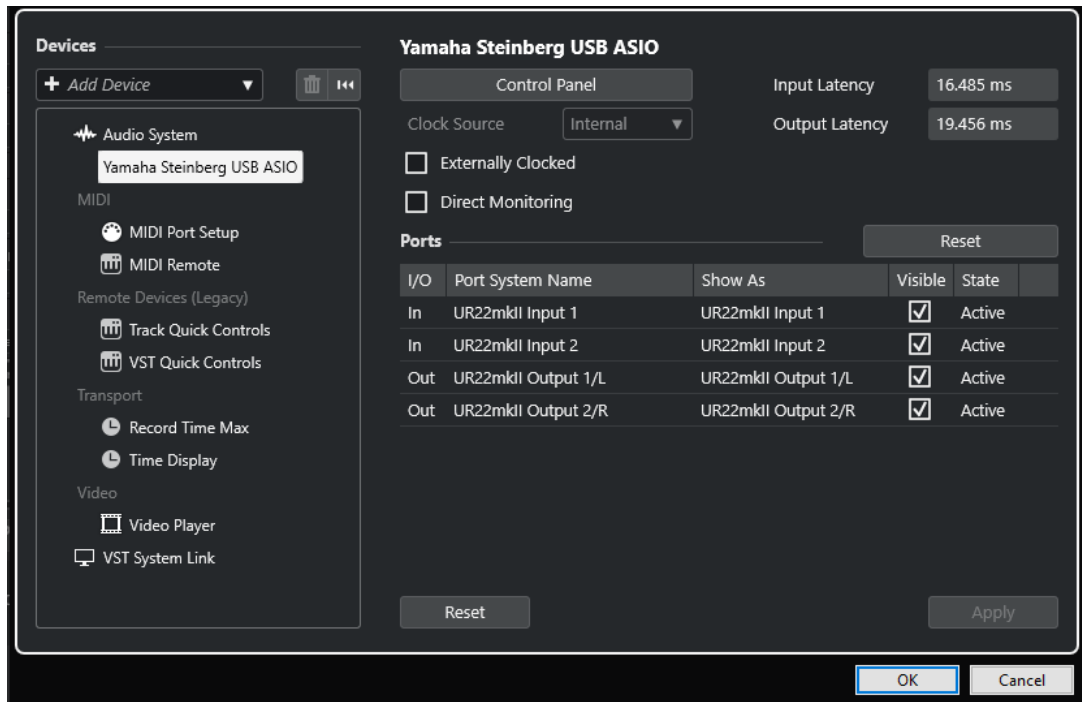 Devices
+ Add Device
Audio System
Yamaha Steinberg USB ASIO
MIDI
MIDI Port Setup
MIDI Remote
Remote Devices (Legacy)
Track Quick Controls
VST Quick Controls
Transport
Record Time Max
Time Display
Video
Video Player
VST System Link
Yamaha Steinberg USB ASIO
Control Panel
Input Latency 16.485 ms
Clock Source Internal
Output Latency 19.456 ms
Externally Clocked
Direct Monitoring
Ports
Reset
I/O Port System Name Show As Visible State
In UR22mkII Input 1 UR22mkII Input 1 Active
In UR22mkII Input 2 UR22mkII Input 2 Active
Out UR22mkII Output 1/L UR22mkII Output 1/L Active
Out UR22mkII Output 2/R UR22mkII Output 2/R Active
Reset
Apply
OK
Cancel